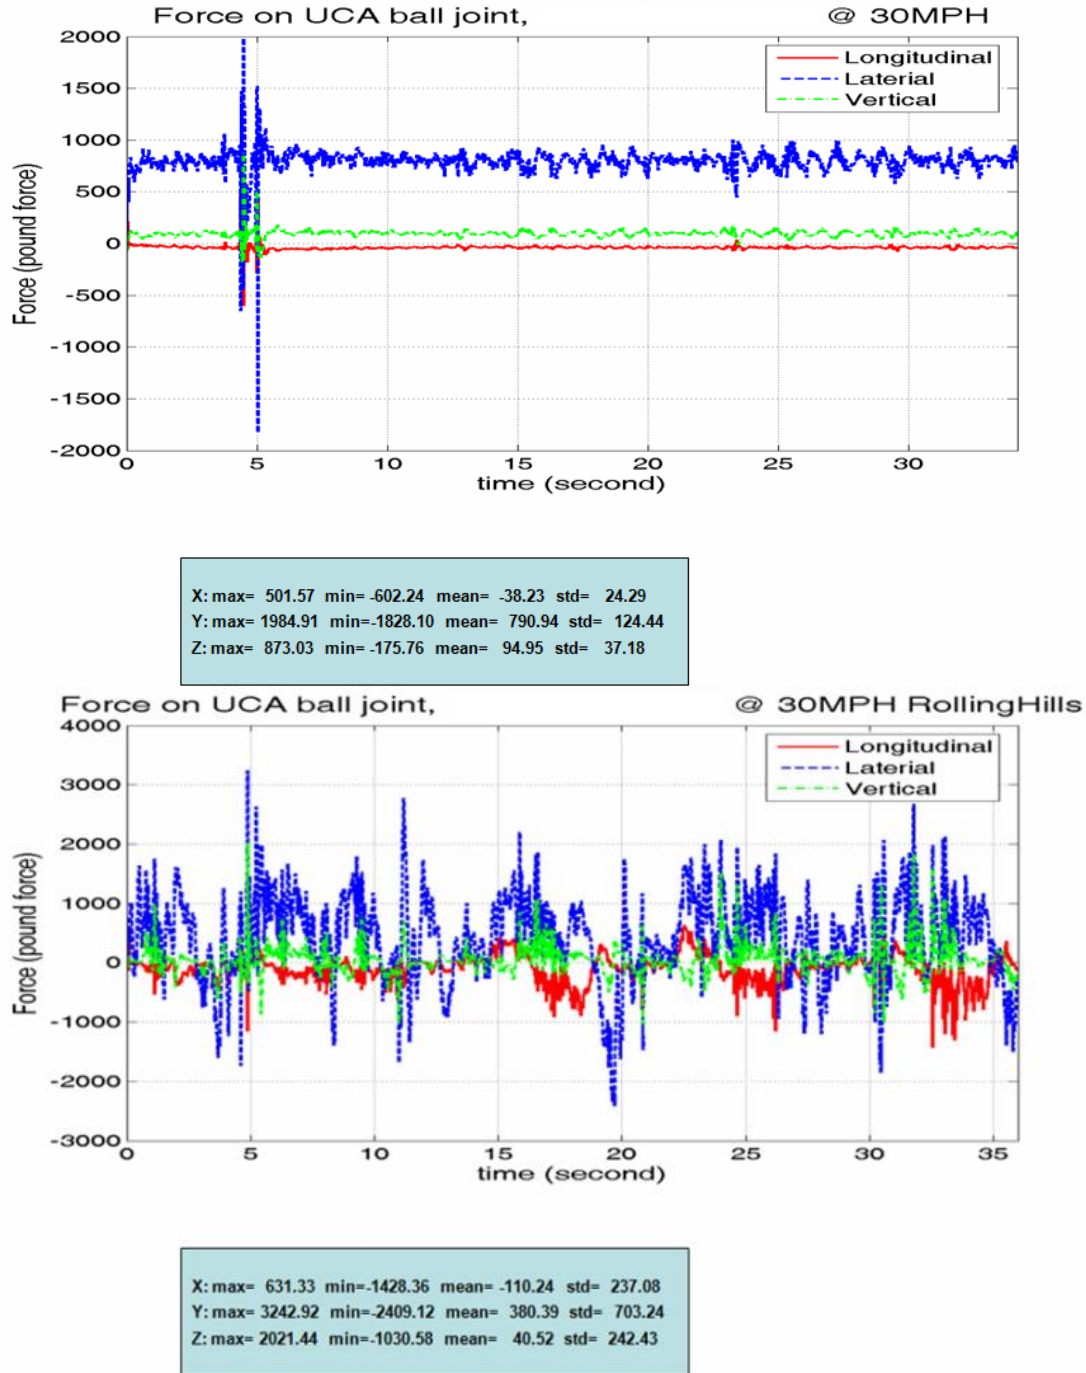 Force on UCA ball joint, @ 30MPH
2000
1500
1000
500
0
-500
-1000
-1500
-2000
Force (pound force)
Longitudinal
Laterial
Vertical
0 5 10 15 20 25 30
time (second)
X: max= 501.57 min= -602.24 mean= -38.23 std= 24.29
Y: max= 1984.91 min=-1828.10 mean= 790.94 std= 124.44
Z: max= 873.03 min= -175.76 mean= 94.95 std= 37.18
Force on UCA ball joint, @ 30MPH RollingHills
4000
3000
2000
1000
0
-1000
-2000
-3000
Force (pound force)
Longitudinal
Laterial
Vertical
0 5 10 15 20 25 30 35
time (second)
X: max= 631.33 min=-1428.36 mean= -110.24 std= 237.08
Y: max= 3242.92 min=-2409.12 mean= 380.39 std= 703.24
Z: max= 2021.44 min=-1030.58 mean= 40.52 std= 242.43